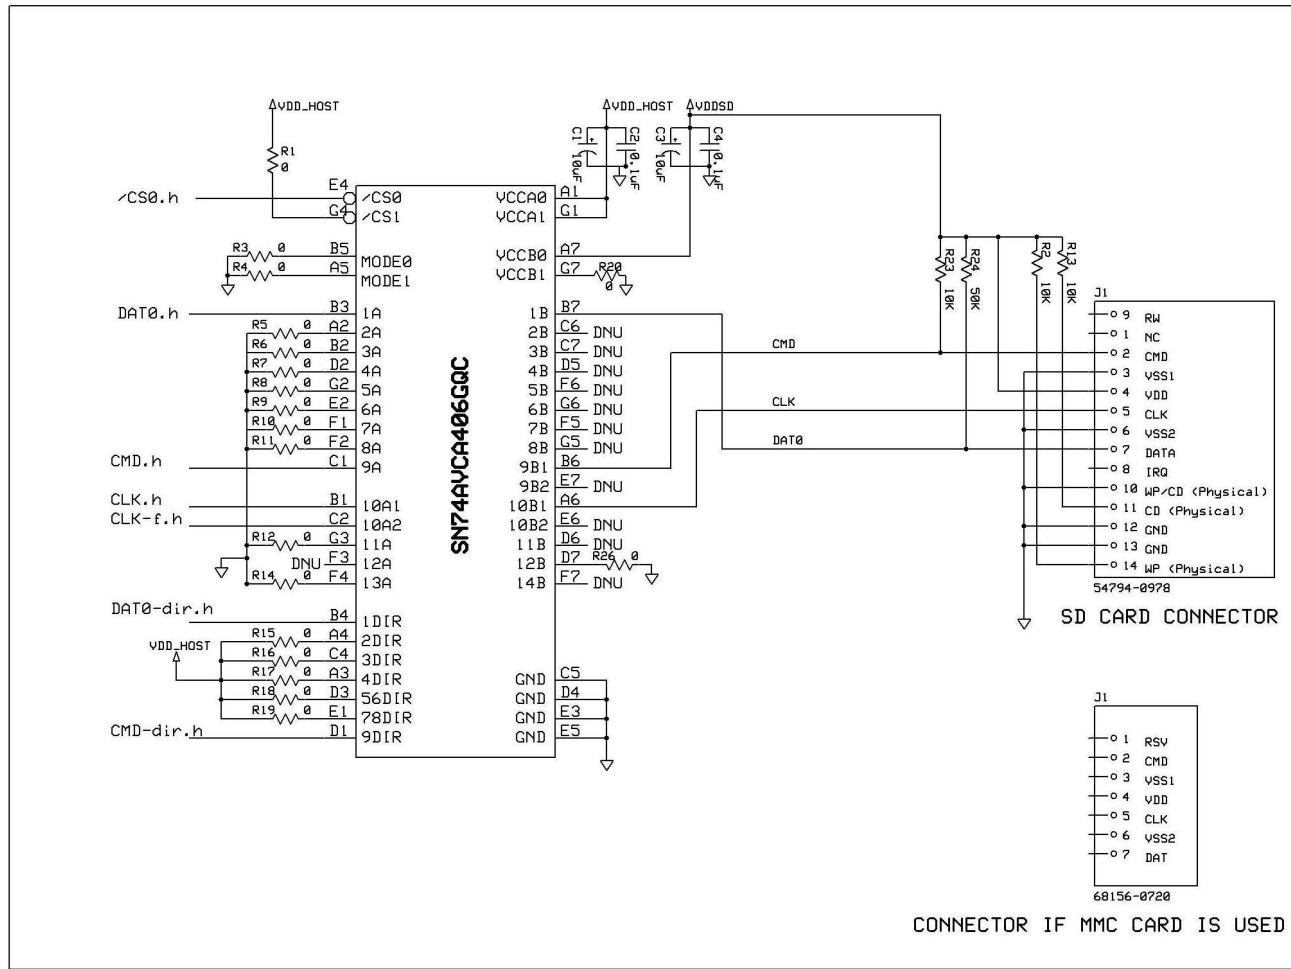 VDD_HOST
VDD_HOST
VDDSD
R1
0
C1
10uF
C2
0.1uF
C3
10uF
C4
0.1uF
/CS0.h
E4
/CS0
G4
/CS1
VCCA0
A1
VCCA1
G1
R3 0
B5
MODE0
R4 0
A5
MODE1
VCCB0
A7
VCCB1
G7
R20
0
R23
10K
R24
50K
R2
10K
R13
10K
DAT0.h
B3
1A
1B
B7
R5 0
A2
2A
2B
C6
DNU
R6 0
B2
3A
3B
C7
DNU
R7 0
D2
4A
4B
D5
DNU
R8 0
G2
5A
5B
F6
DNU
R9 0
E2
6A
6B
G6
DNU
R10 0
F1
7A
7B
F5
DNU
R11 0
F2
8A
8B
G5
DNU
CMD.h
C1
9A
9B1
B6
9B2
E7
DNU
CLK.h
B1
10A1
10B1
A6
CLK-f.h
C2
10A2
10B2
E6
DNU
R12 0
G3
11A
11B
D6
DNU
DNU
F3
12A
12B
D7
R26 0
R14 0
F4
13A
14B
F7
DNU
SN74AVCA406GQC
CMD
CLK
DAT0
DAT0-dir.h
B4
1DIR
VDD_HOST
R15 0
A4
2DIR
R16 0
C4
3DIR
R17 0
A3
4DIR
GND
C5
R18 0
D3
56DIR
GND
D4
R19 0
E1
78DIR
GND
E3
CMD-dir.h
D1
9DIR
GND
E5
J1
9 RW
1 NC
2 CMD
3 VSS1
4 VDD
5 CLK
6 VSS2
7 DATA
8 IRQ
10 WP/CD (Physical)
11 CD (Physical)
12 GND
13 GND
14 WP (Physical)
54794-0978
SD CARD CONNECTOR
J1
1 RSV
2 CMD
3 VSS1
4 VDD
5 CLK
6 VSS2
7 DAT
68156-0720
CONNECTOR IF MMC CARD IS USED